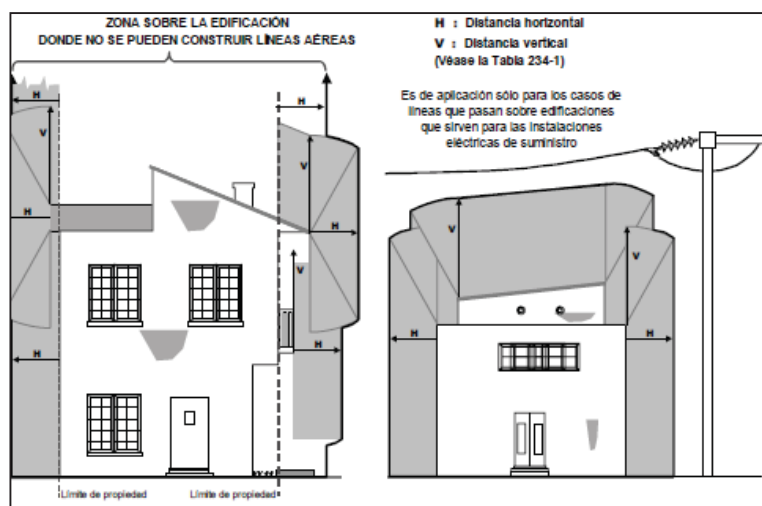 ZONA SOBRE LA EDIFICACIÓN
DONDE NO SE PUEDEN CONSTRUIR LÍNEAS AÉREAS
H : Distancia horizontal
V : Distancia vertical
(Véase la Tabla 234-1)
Es de aplicación sólo para los casos de
líneas que pasan sobre edificaciones
que sirven para las instalaciones
eléctricas de suministro
H
H
V
V
H
H
V
H
H
V
V
H
H
Límite de propiedad
Límite de propiedad